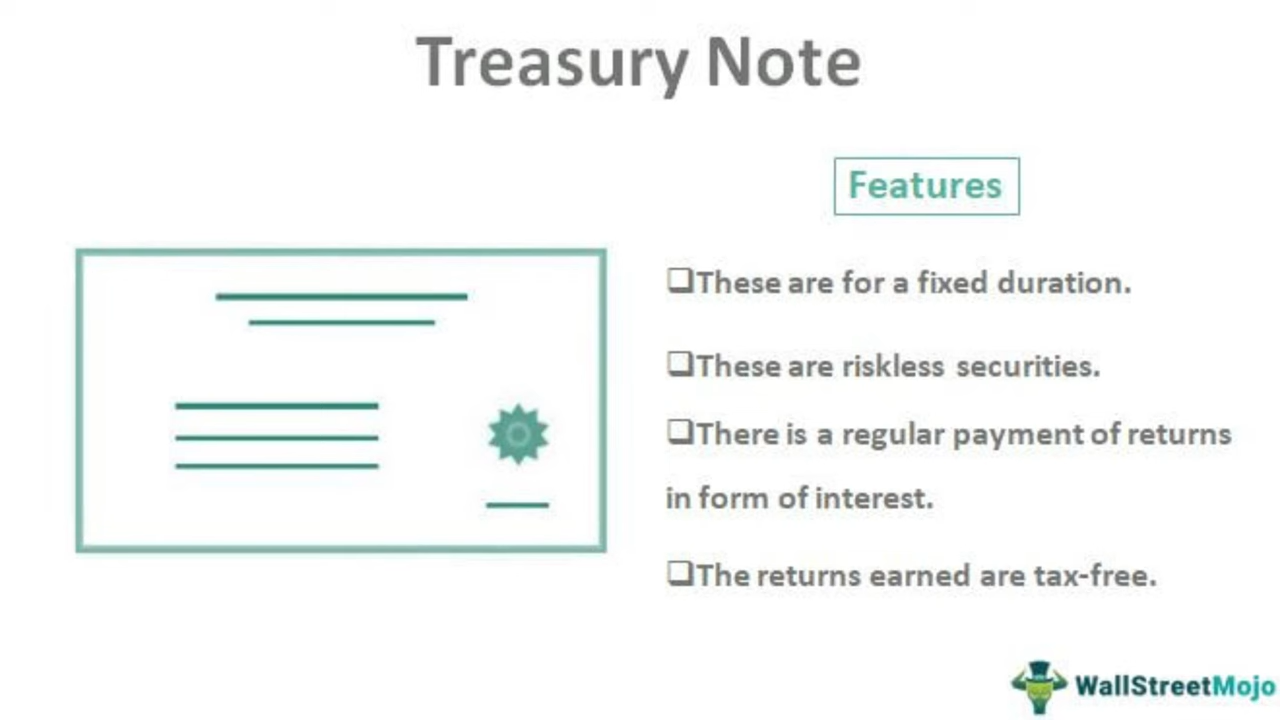 Treasury Note
Features
❑These are for a fixed duration.
❑These are riskless securities.
❑There is a regular payment of returns
in form of interest.
❑The returns earned are tax-free.
WallStreetMojo